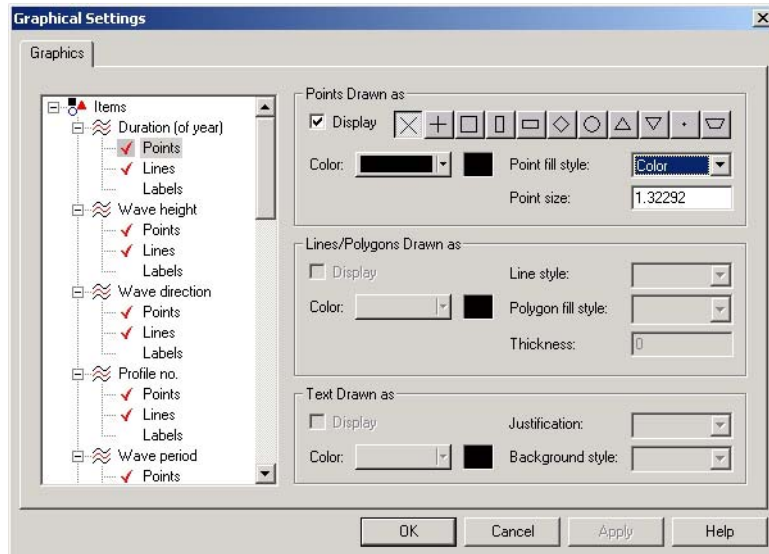 Graphical Settings
Graphics
Items
Duration (of year)
Points
Lines
Labels
Wave height
Points
Lines
Labels
Wave direction
Points
Lines
Labels
Profile no.
Points
Lines
Labels
Wave period
Points
Points Drawn as
Display
Color:
Point fill style: Color
Point size: 1.32292
Lines/Polygons Drawn as
Display
Line style:
Color:
Polygon fill style:
Thickness: 0
Text Drawn as
Display
Justification:
Color:
Background style:
OK Cancel Apply Help